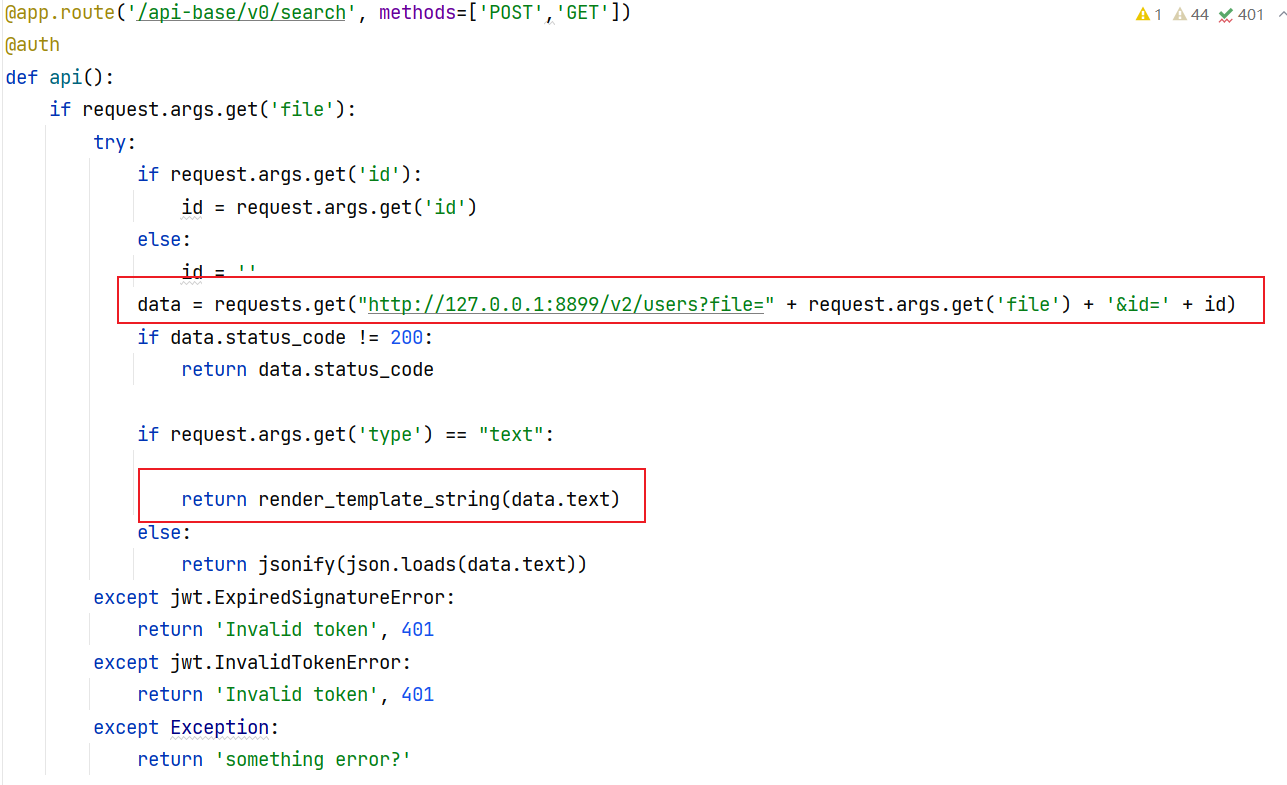 @app.route('/api-base/v0/search', methods=['POST','GET']) 1 44 401
@auth
def api():
    if request.args.get('file'):
        try:
            if request.args.get('id'):
                id = request.args.get('id')
            else:
                id = ''
            data = requests.get("http://127.0.0.1:8899/v2/users?file=" + request.args.get('file') + '&id=' + id)
            if data.status_code != 200:
                return data.status_code
            if request.args.get('type') == "text":
                return render_template_string(data.text)
            else:
                return jsonify(json.loads(data.text))
        except jwt.ExpiredSignatureError:
            return 'Invalid token', 401
        except jwt.InvalidTokenError:
            return 'Invalid token', 401
        except Exception:
            return 'something error?'